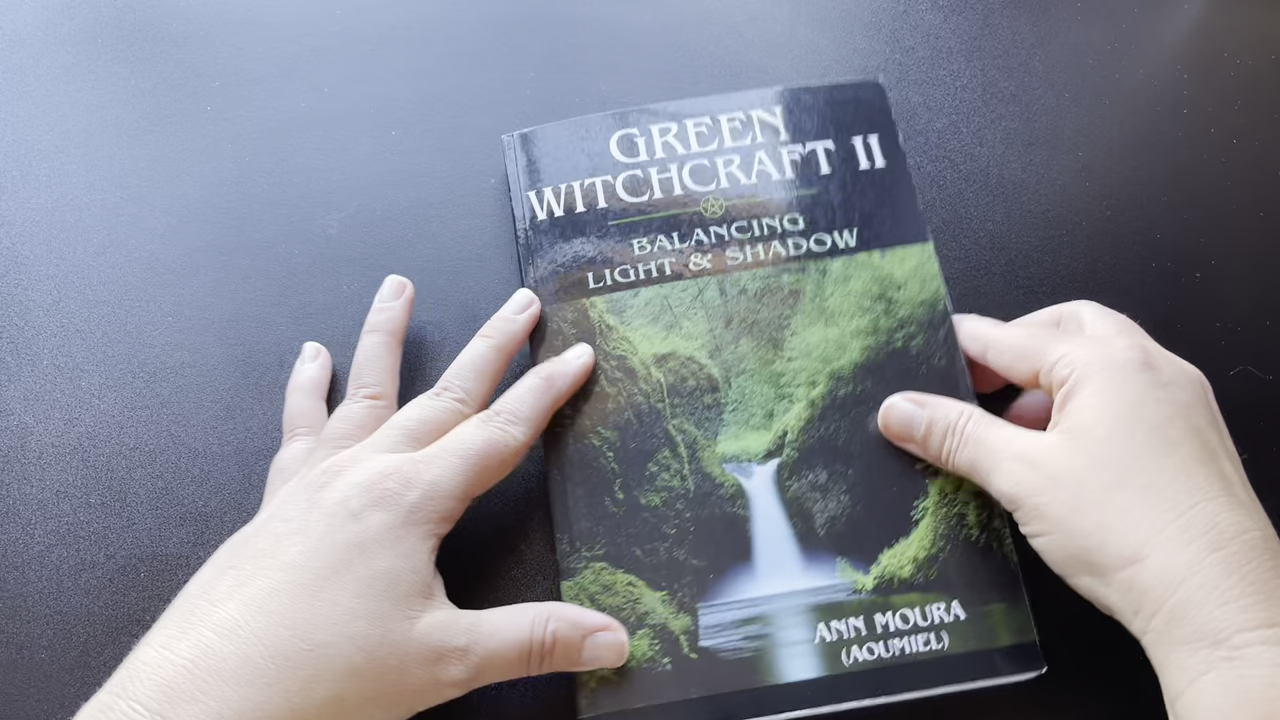 GREEN
WITCHCRAFT II
BALANCING
LIGHT & SHADOW
ANN MOURA
(AOUMIEL)